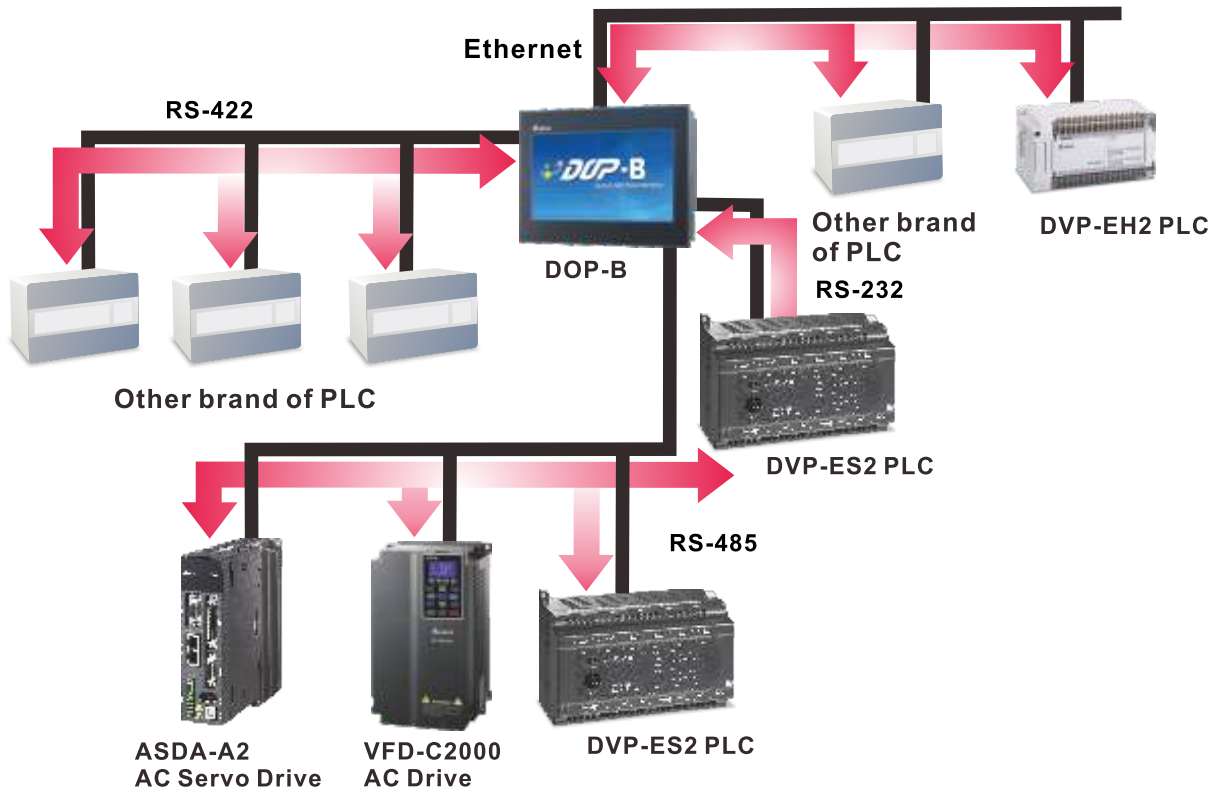 Ethernet
RS-422
DOP-B
DOP-B
Other brand
of PLC
DVP-EH2 PLC
RS-232
Other brand of PLC
DVP-ES2 PLC
RS-485
ASDA-A2
AC Servo Drive
VFD-C2000
AC Drive
DVP-ES2 PLC